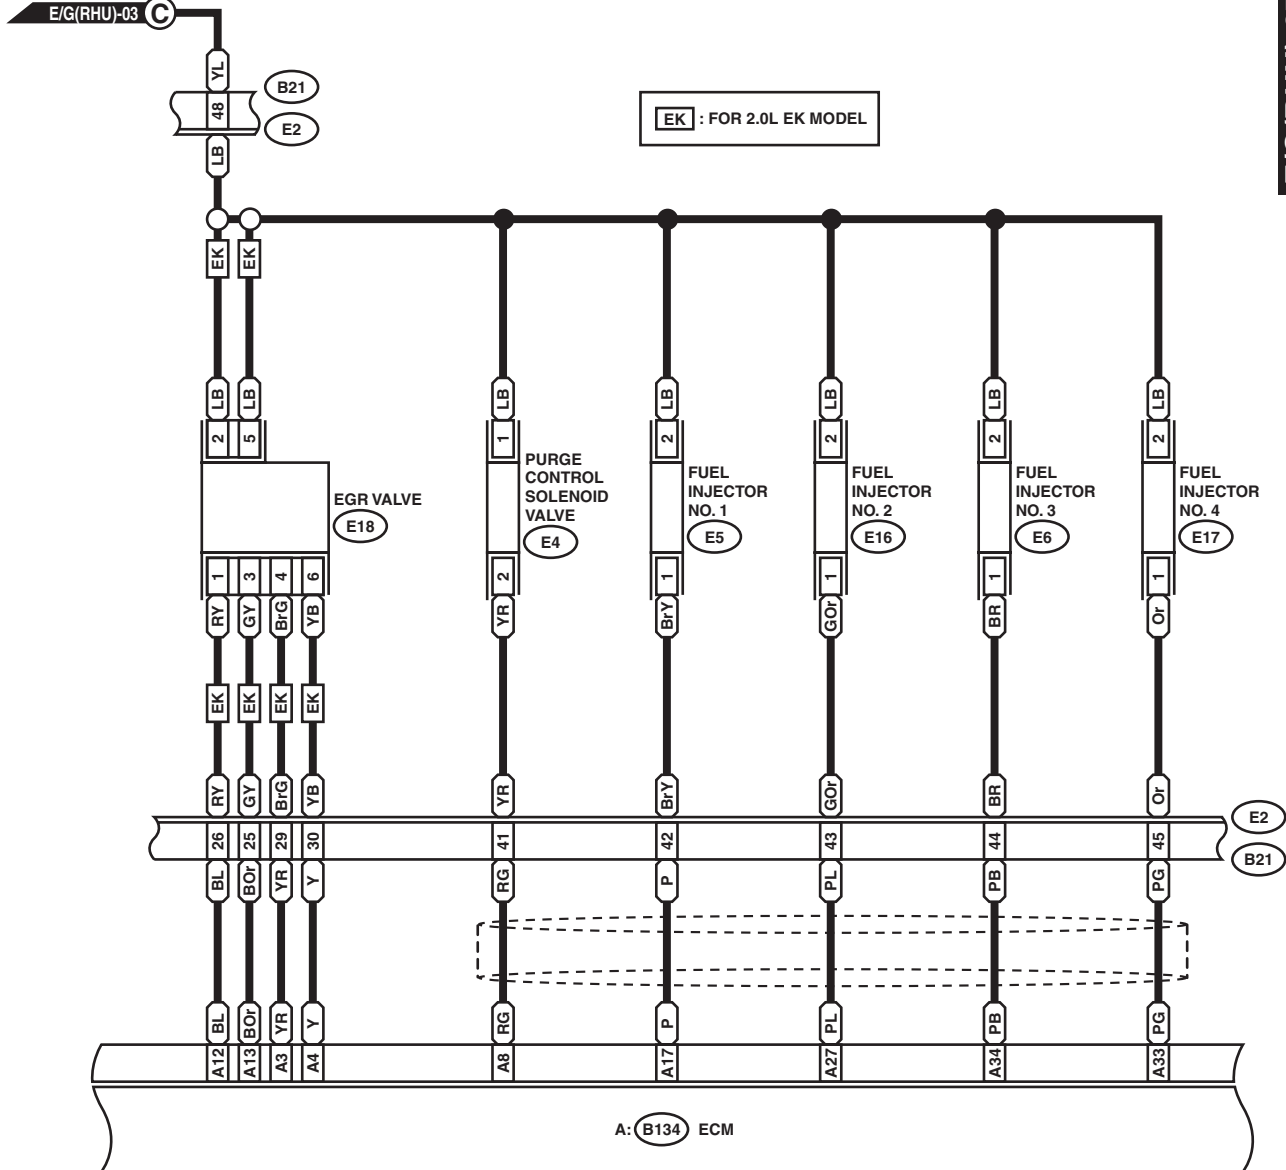 E/G(RHU)-03 C
YL
48
B21
E2
LB
EK : FOR 2.0L EK MODEL
EK EK
LB LB LB LB LB LB LB
2 5 1 2 2 2 2
EGR VALVE
E18
PURGE
CONTROL
SOLENOID
VALVE
E4
FUEL
INJECTOR
NO. 1
E5
FUEL
INJECTOR
NO. 2
E16
FUEL
INJECTOR
NO. 3
E6
FUEL
INJECTOR
NO. 4
E17
1 3 4 6 2 1 1 1 1
RY GY BrG YB YR BrY GOr BR Or
EK EK EK EK
RY GY BrG YB YR BrY GOr BR Or
E2
26 25 29 30 41 42 43 44 45
B21
BL BOr YR Y RG P PL PB PG
BL BOr YR Y RG P PL PB PG
A12 A13 A3 A4 A8 A17 A27 A34 A33
A: B134 ECM